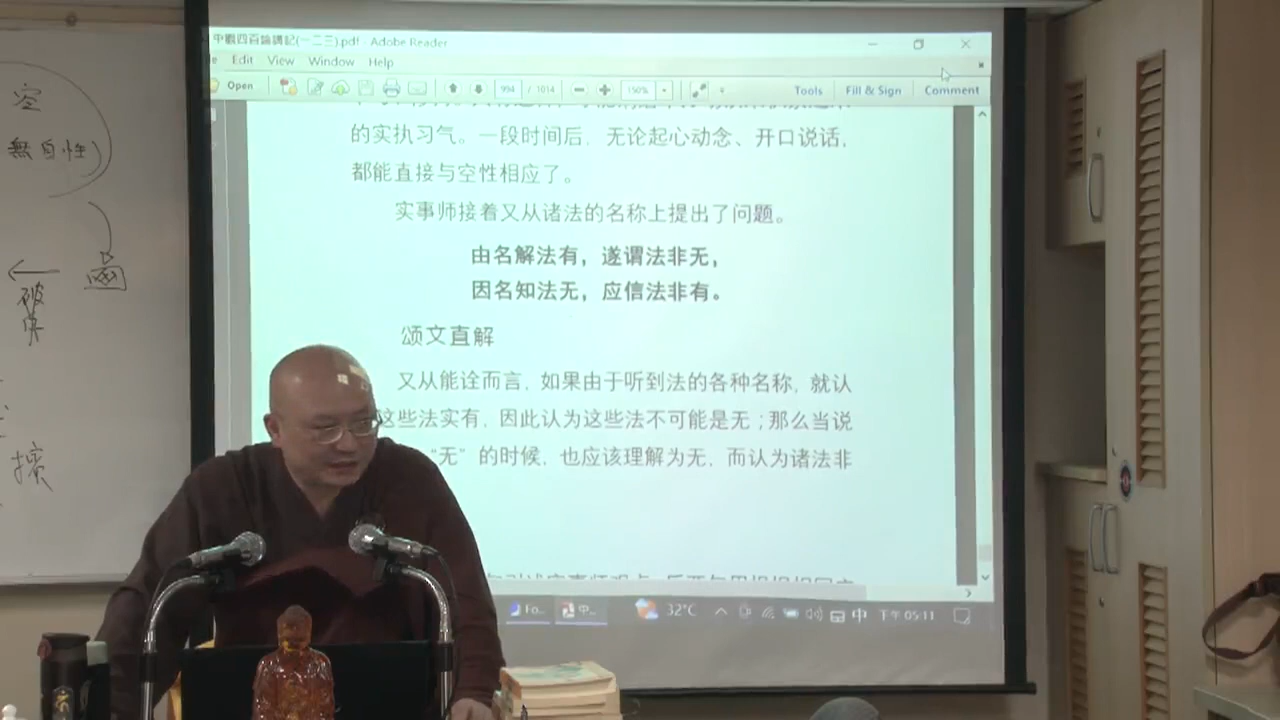 中觀四百論講記(一二三).pdf - Adobe Reader
Edit View Window Help
Open 994 / 1014 150% Tools Fill & Sign Comment
的实执习气。一段时间后，无论起心动念、开口说话，
都能直接与空性相应了。
实事师接着又从诸法的名称上提出了问题。
由名解法有，遂谓法非无，
因名知法无，应信法非有。
颂文直解
又从能诠而言，如果由于听到法的各种名称，就认
这些法实有，因此认为这些法不可能是无；那么当说
“无”的时候，也应该理解为无，而认为诸法非
Fo... 中... 32°C 中 下午 05:11
空
無自性)
破